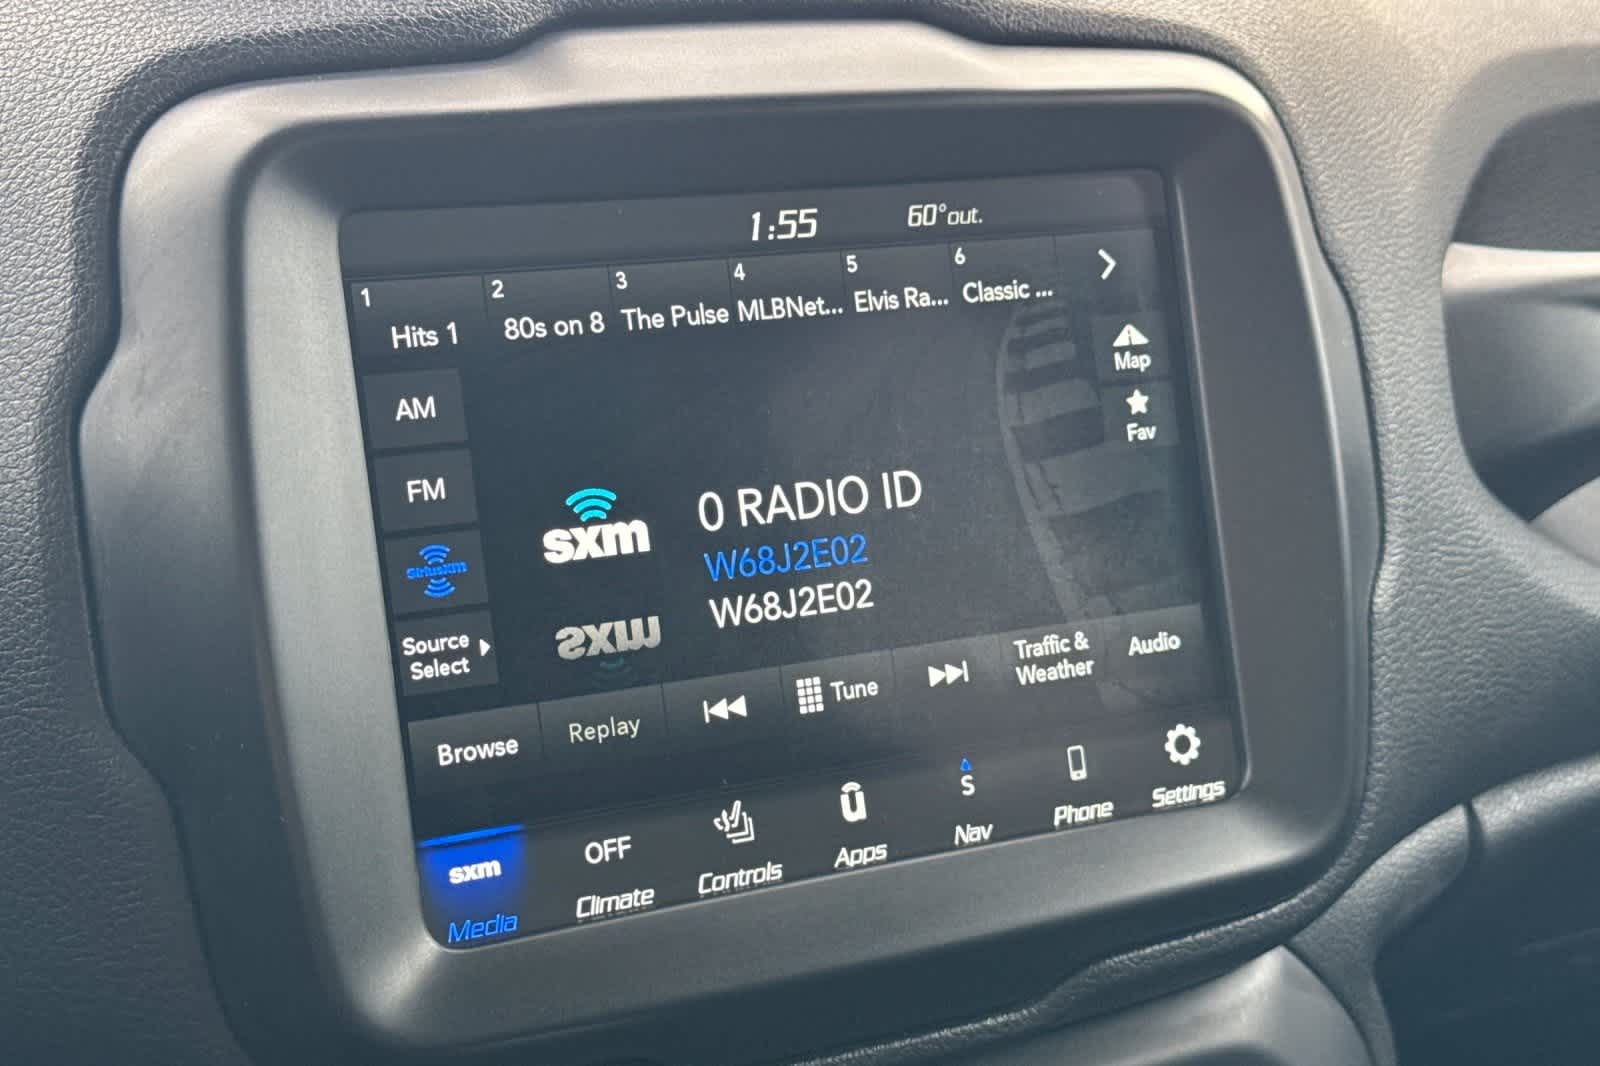 1:55 60° out.
1 2 3 4 5 6
Hits 1 80s on 8 The Pulse MLBNet... Elvis Ra... Classic ...
Map
AM
Fav
FM
sxm
0 RADIO ID
SiriusXM
W68J2E02
W68J2E02
Source
Select
sxm
Browse
Replay
Tune
Traffic &
Weather
Audio
sxm
Media
OFF
Climate
Controls
ū
Apps
S
Nav
Phone
Settings